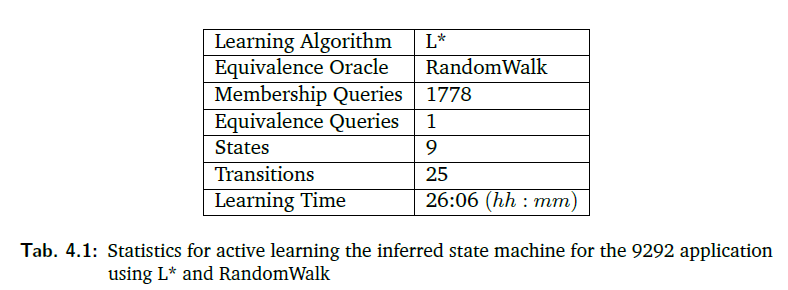 Learning Algorithm L*
Equivalence Oracle RandomWalk
Membership Queries 1778
Equivalence Queries 1
States 9
Transitions 25
Learning Time 26:06 (hh : mm)
Tab. 4.1: Statistics for active learning the inferred state machine for the 9292 application
using L* and RandomWalk